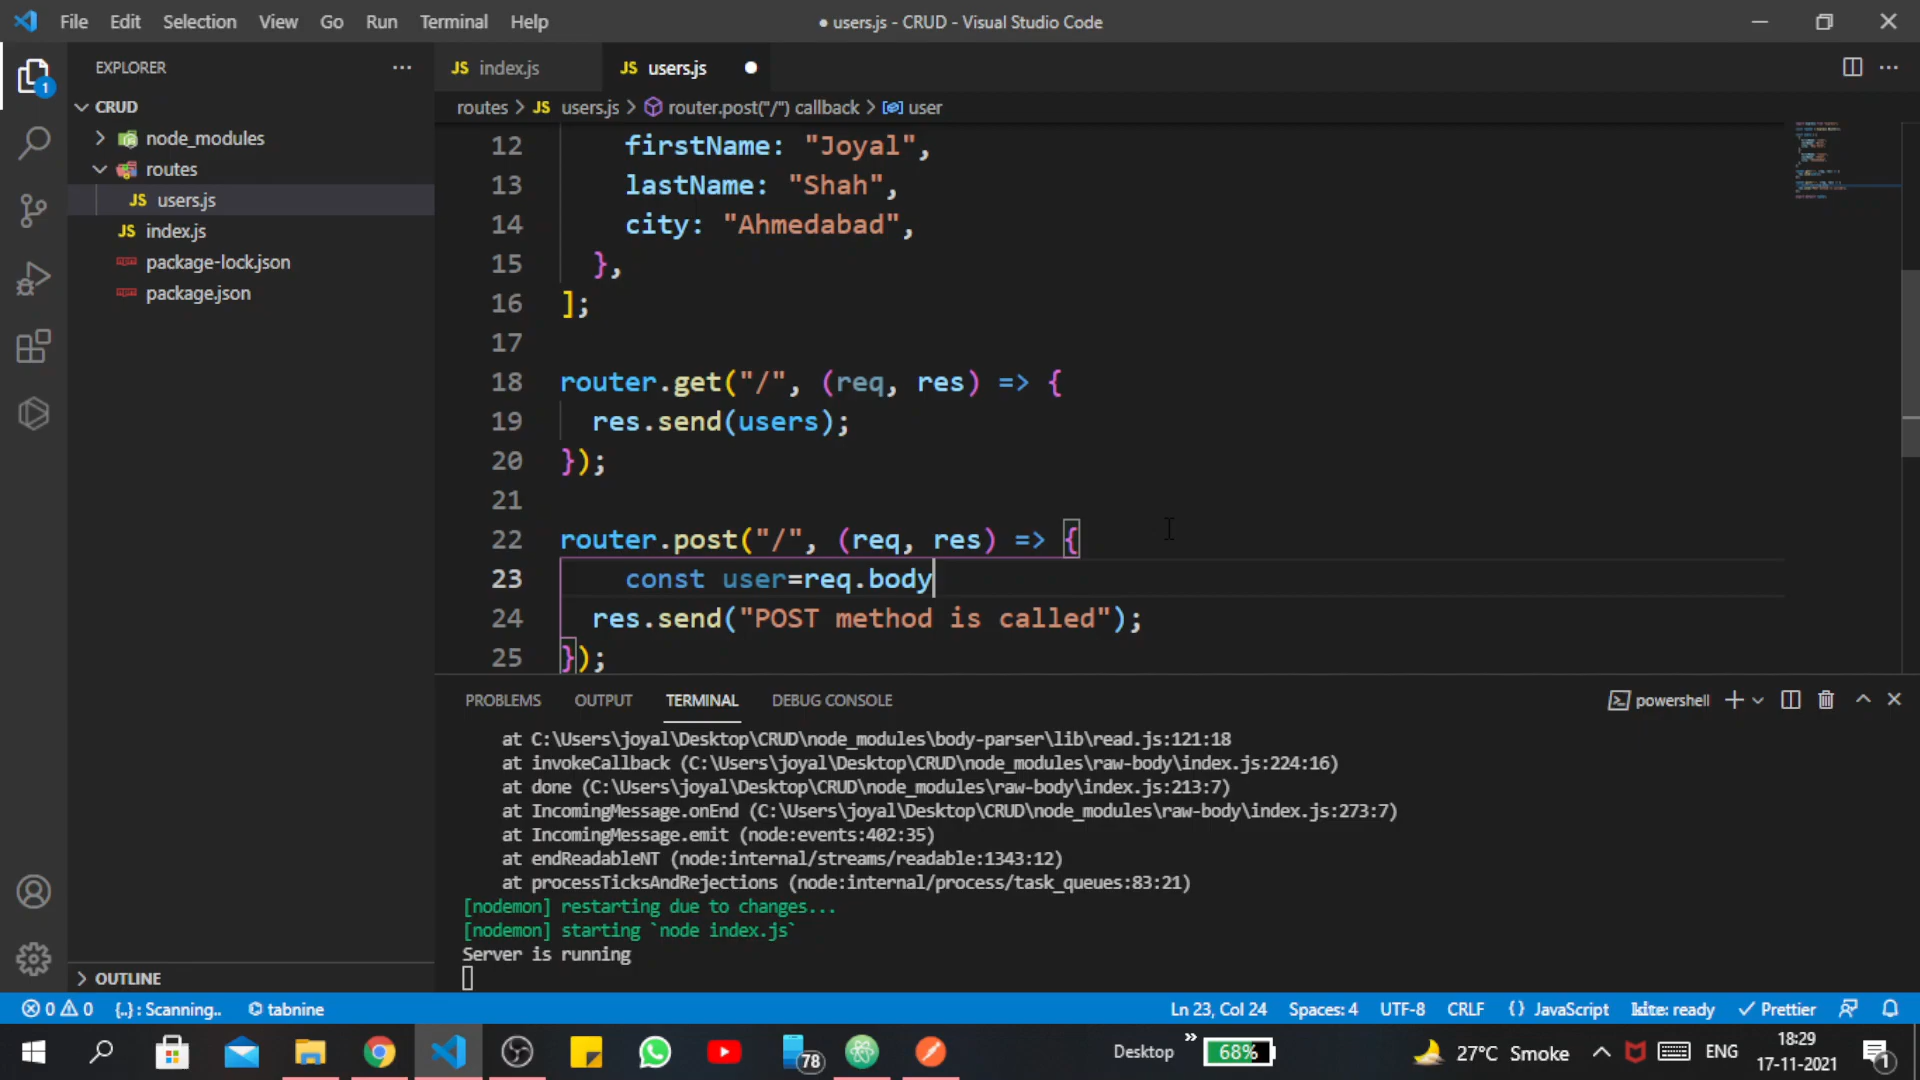 File Edit Selection View Go Run Terminal Help
● users.js - CRUD - Visual Studio Code
EXPLORER
CRUD
node_modules
routes
JS users.js
JS index.js
package-lock.json
package.json
OUTLINE
1
JS index.js
JS users.js
routes > JS users.js > router.post("/") callback > user
12 firstName: "Joyal",
13 lastName: "Shah",
14 city: "Ahmedabad",
15 },
16 ];
17
18 router.get("/", (req, res) => {
19 res.send(users);
20 });
21
22 router.post("/", (req, res) => {
23 const user=req.body
24 res.send("POST method is called");
25 });
PROBLEMS OUTPUT TERMINAL DEBUG CONSOLE
powershell
at C:\Users\joyal\Desktop\CRUD\node_modules\body-parser\lib\read.js:121:18
at invokeCallback (C:\Users\joyal\Desktop\CRUD\node_modules\raw-body\index.js:224:16)
at done (C:\Users\joyal\Desktop\CRUD\node_modules\raw-body\index.js:213:7)
at IncomingMessage.onEnd (C:\Users\joyal\Desktop\CRUD\node_modules\raw-body\index.js:273:7)
at IncomingMessage.emit (node:events:402:35)
at endReadableNT (node:internal/streams/readable:1343:12)
at processTicksAndRejections (node:internal/process/task_queues:83:21)
[nodemon] restarting due to changes...
[nodemon] starting `node index.js`
Server is running
0 0 {..} : Scanning.. tabnine
Ln 23, Col 24 Spaces: 4 UTF-8 CRLF {} JavaScript kite: ready ✓ Prettier
78
Desktop » 68% 27°C Smoke ENG
18:29
17-11-2021
1